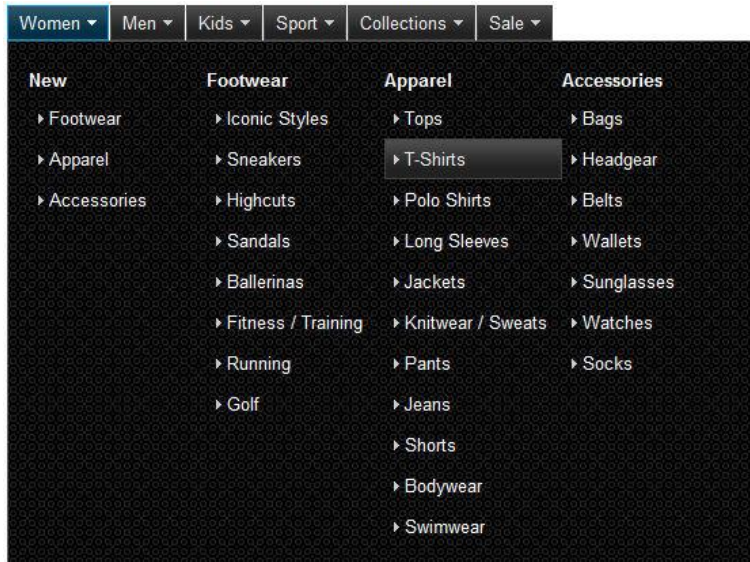 Women Men Kids Sport Collections Sale
New
Footwear
Apparel
Accessories
Footwear
Iconic Styles
Sneakers
Highcuts
Sandals
Ballerinas
Fitness / Training
Running
Golf
Apparel
Tops
T-Shirts
Polo Shirts
Long Sleeves
Jackets
Knitwear / Sweats
Pants
Jeans
Shorts
Bodywear
Swimwear
Accessories
Bags
Headgear
Belts
Wallets
Sunglasses
Watches
Socks